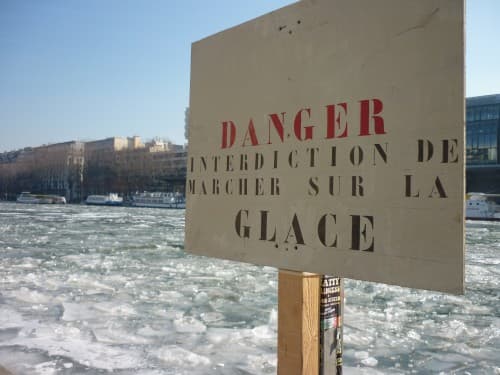 DANGER
INTERDICTION DE
MARCHER SUR LA
GLACE